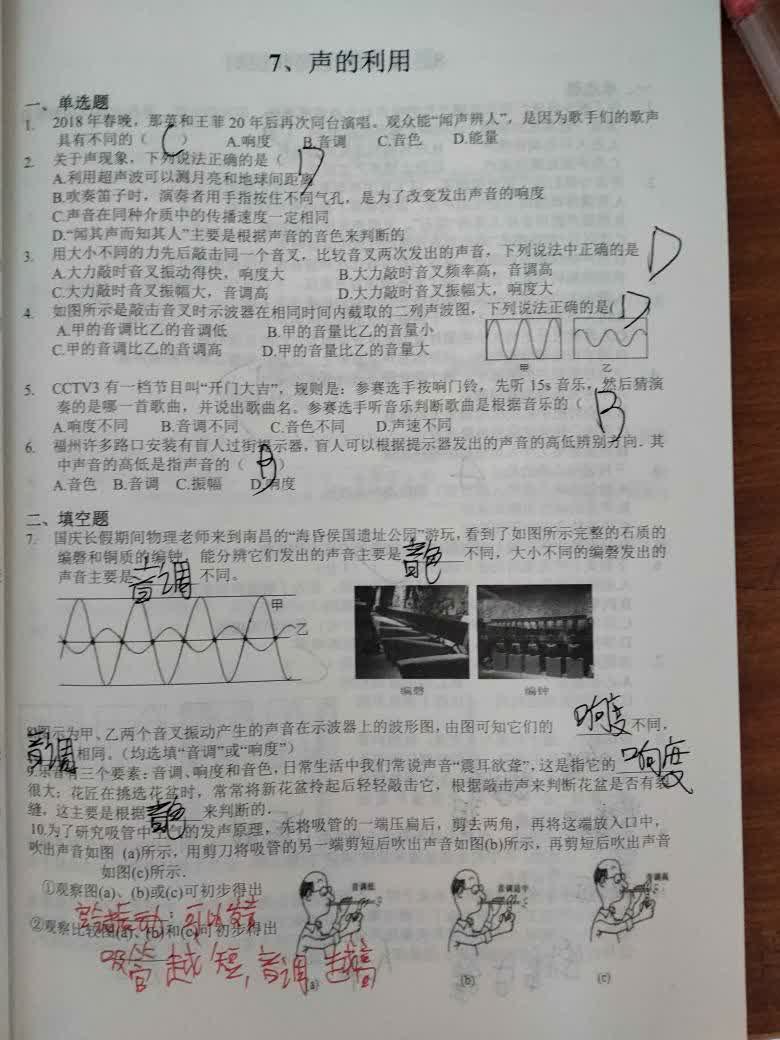 7、声的利用
一、单选题
1. 2018年春晚，那英和王菲20年后再次同台演唱。观众能“闻声辨人”，是因为歌手们的歌声
具有不同的（ C ） A.响度 B.音调 C.音色 D.能量
2. 关于声现象，下列说法正确的是（ D
A.利用超声波可以测月亮和地球间距离
B.吹奏笛子时，演奏者用手指按住不同气孔，是为了改变发出声音的响度
C.声音在同种介质中的传播速度一定相同
D.“闻其声而知其人”主要是根据声音的音色来判断的
3. 用大小不同的力先后敲击同一个音叉，比较音叉两次发出的声音，下列说法中正确的是 D
A.大力敲时音叉振动得快，响度大 B.大力敲时音叉频率高，音调高
C.大力敲时音叉振幅大，音调高 D.大力敲时音叉振幅大，响度大
4. 如图所示是敲击音叉时示波器在相同时间内截取的二列声波图，下列说法正确的是( D )
A.甲的音调比乙的音调低 B.甲的音量比乙的音量小
C.甲的音调比乙的音调高 D.甲的音量比乙的音量大
甲 乙
5. CCTV3有一档节目叫“开门大吉”，规则是：参赛选手按响门铃，先听15s音乐，然后猜演
奏的是哪一首歌曲，并说出歌曲名。参赛选手听音乐判断歌曲是根据音乐的（ B
A.响度不同 B.音调不同 C.音色不同 D.声速不同
6. 福州许多路口安装有盲人过街提示器，盲人可以根据提示器发出的声音的高低辨别方向．其
中声音的高低是指声音的（ B ）
A.音色 B.音调 C.振幅 D.响度
二、填空题
7. 国庆长假期间物理老师来到南昌的“海昏侯国遗址公园”游玩，看到了如图所示完整的石质的
编磬和铜质的编钟，能分辨它们发出的声音主要是 音色 不同，大小不同的编磬发出的
声音主要是 音调 不同。
甲
乙
编磬 编钟
8.图示为甲、乙两个音叉振动产生的声音在示波器上的波形图，由图可知它们的 响度 不同．
音调 相同．（均选填“音调”或“响度”）
9.乐音有三个要素：音调、响度和音色，日常生活中我们常说声音“震耳欲聋”，这是指它的 响度
很大；花匠在挑选花盆时，常常将新花盆拎起后轻轻敲击它，根据敲击声来判断花盆是否有裂
缝，这主要是根据 音色 来判断的．
10.为了研究吸管中空气的发声原理，先将吸管的一端压扁后，剪去两角，再将这端放入口中，
吹出声音如图 (a)所示，用剪刀将吸管的另一端剪短后吹出声音如图(b)所示，再剪短后吹出声音
如图(c)所示．
①观察图(a)、(b)或(c)可初步得出
音调低 音调适中 音调高
可以发音
②观察比较图(a)、(b)和(c)可初步得出
吸管越短，音调越高
(a) (b) (c)